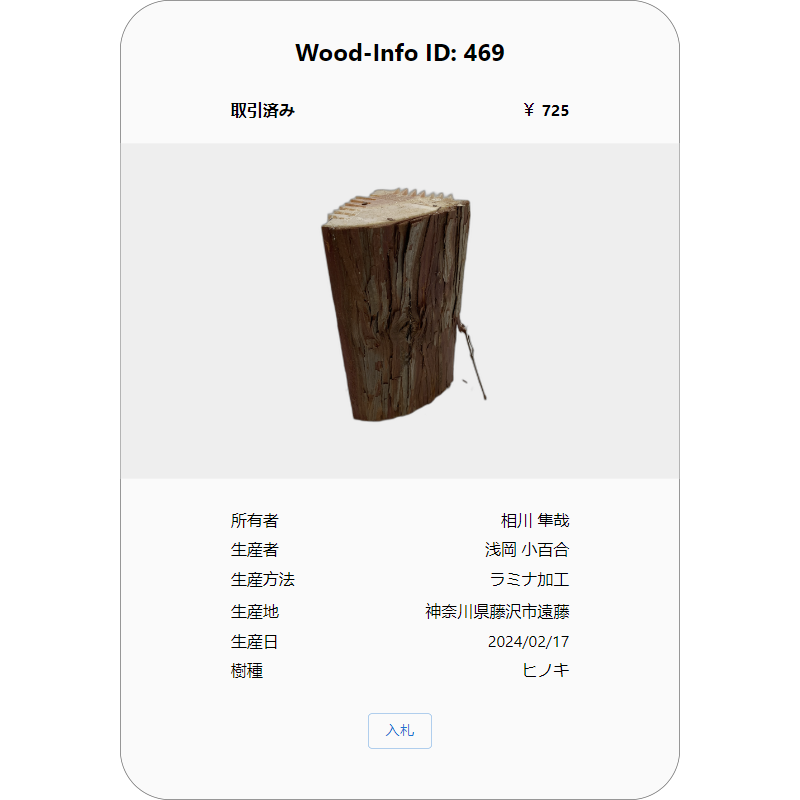 Wood-Info ID: 469
取引済み ¥ 725
所有者 相川 隼哉
生産者 浅岡 小百合
生産方法 ラミナ加工
生産地 神奈川県藤沢市遠藤
生産日 2024/02/17
樹種 ヒノキ
入札